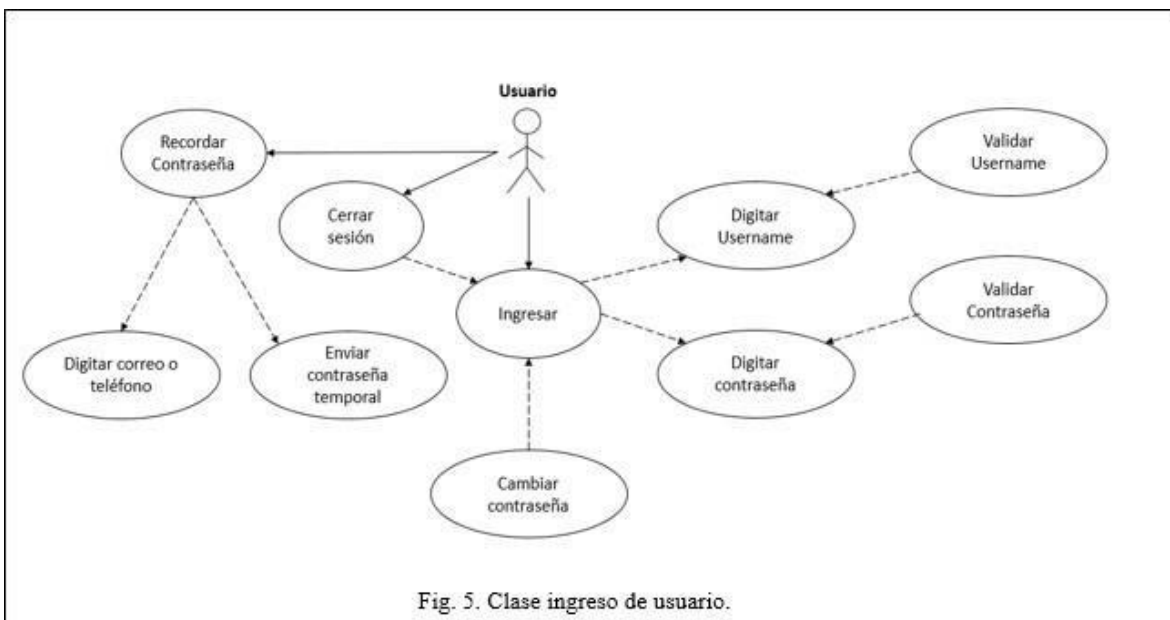 Usuario
Recordar
Contraseña
Validar
Username
Cerrar
sesión
Digitar
Username
Ingresar
Validar
Contraseña
Digitar correo o
teléfono
Enviar
contraseña
temporal
Digitar
contraseña
Cambiar
contraseña
Fig. 5. Clase ingreso de usuario.